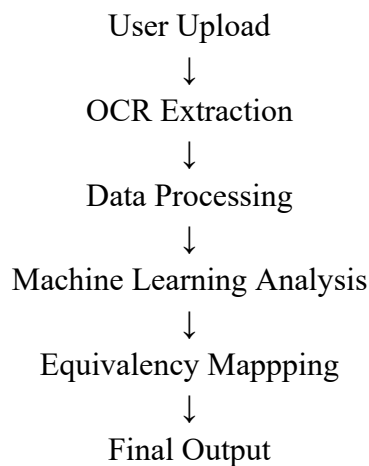 User Upload
↓
OCR Extraction
↓
Data Processing
↓
Machine Learning Analysis
↓
Equivalency Mappping
↓
Final Output